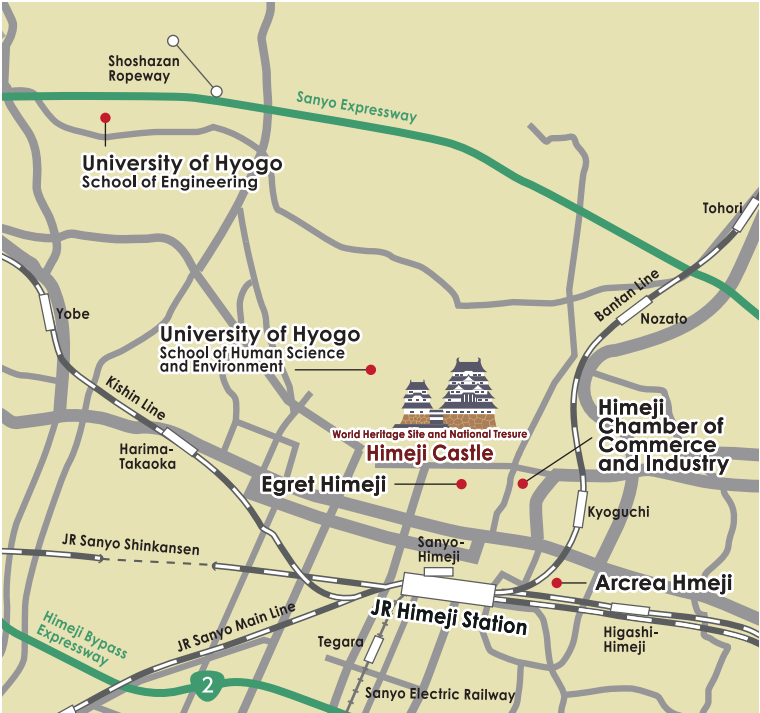 Shoshazan
Ropeway
Sanyo Expressway
University of Hyogo
School of Engineering
Tohori
Bantan Line
Nozato
Yobe
University of Hyogo
School of Human Science
and Environment
Kishin Line
Harima-
Takaoka
World Heritage Site and National Tresure
Himeji Castle
Himeji
Chamber of
Commerce
and Industry
Egret Himeji
Kyoguchi
JR Sanyo Shinkansen
Sanyo-
Himeji
Arcrea Hmeji
JR Himeji Station
Himeji Bypass
Expressway
JR Sanyo Main Line
Tegara
Higashi-
Himeji
2
Sanyo Electric Railway